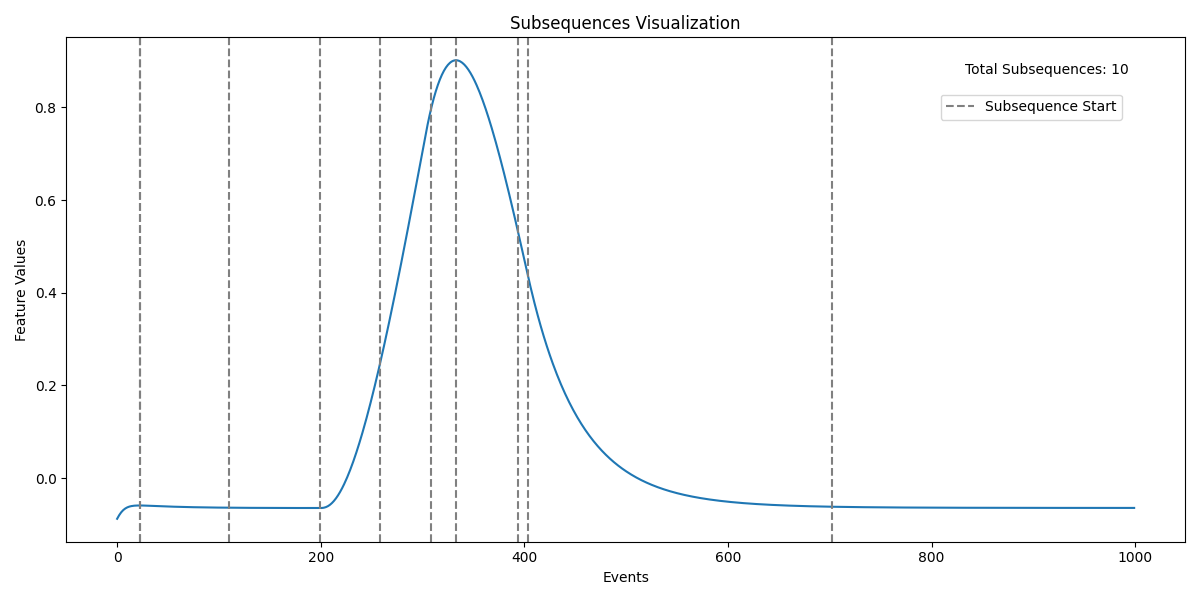 Subsequences Visualization
Total Subsequences: 10
Subsequence Start
Feature Values
0.8
0.6
0.4
0.2
0.0
0
200
400
600
800
1000
Events